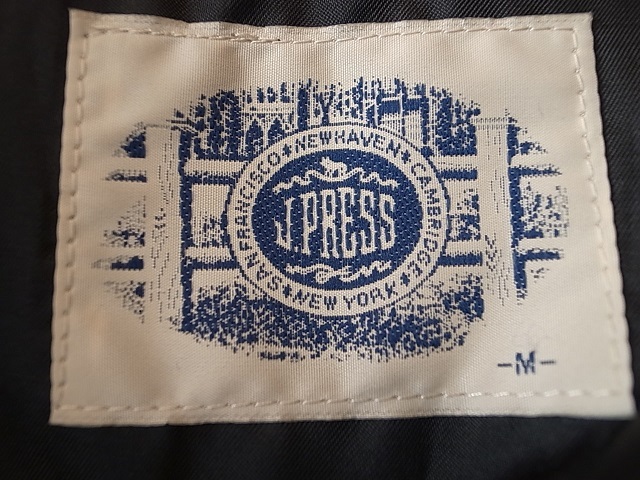 SAN FRANCISCO ✦ NEW HAVEN ✦ CAMBRIDGE ✦ NEW YORK ✦
J. PRESS
-M-